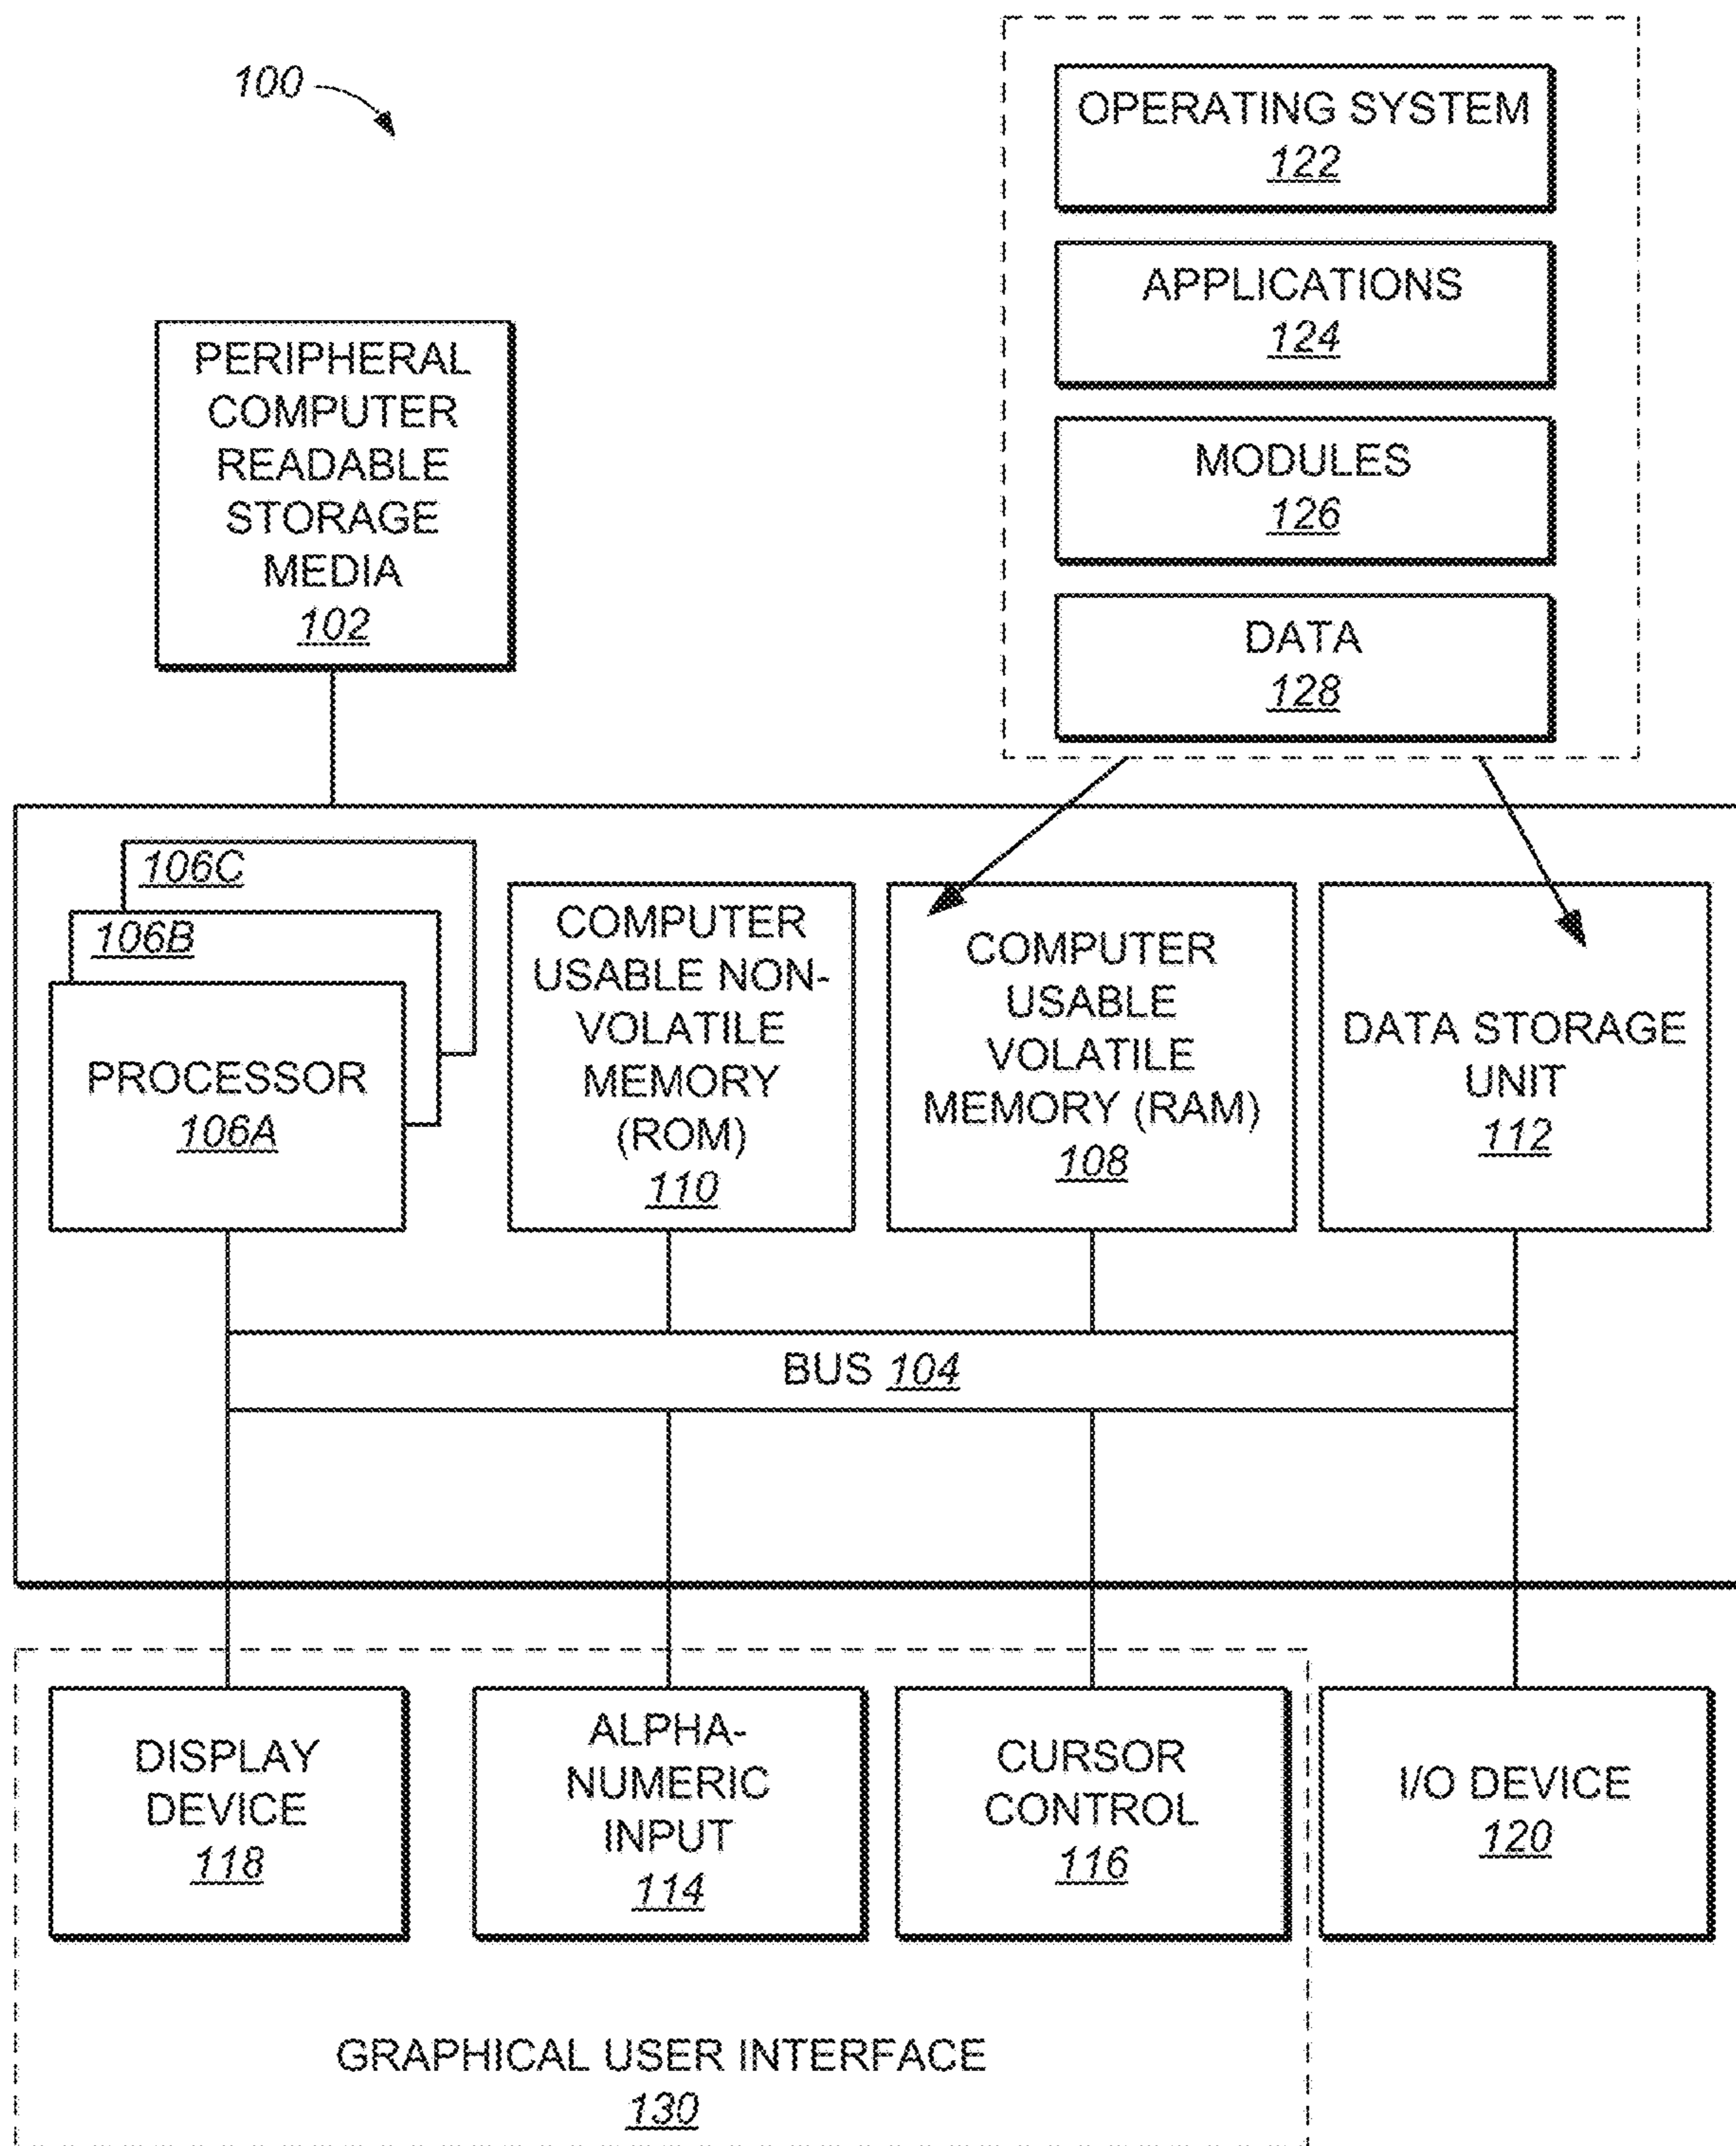 100
OPERATING SYSTEM
122
APPLICATIONS
124
MODULES
126
DATA
128
PERIPHERAL
COMPUTER
READABLE
STORAGE
MEDIA
102
106C
106B
PROCESSOR
106A
COMPUTER
USABLE NON-
VOLATILE
MEMORY
(ROM)
110
COMPUTER
USABLE
VOLATILE
MEMORY (RAM)
108
DATA STORAGE
UNIT
112
BUS 104
DISPLAY
DEVICE
118
ALPHA-
NUMERIC
INPUT
114
CURSOR
CONTROL
116
I/O DEVICE
120
GRAPHICAL USER INTERFACE
130